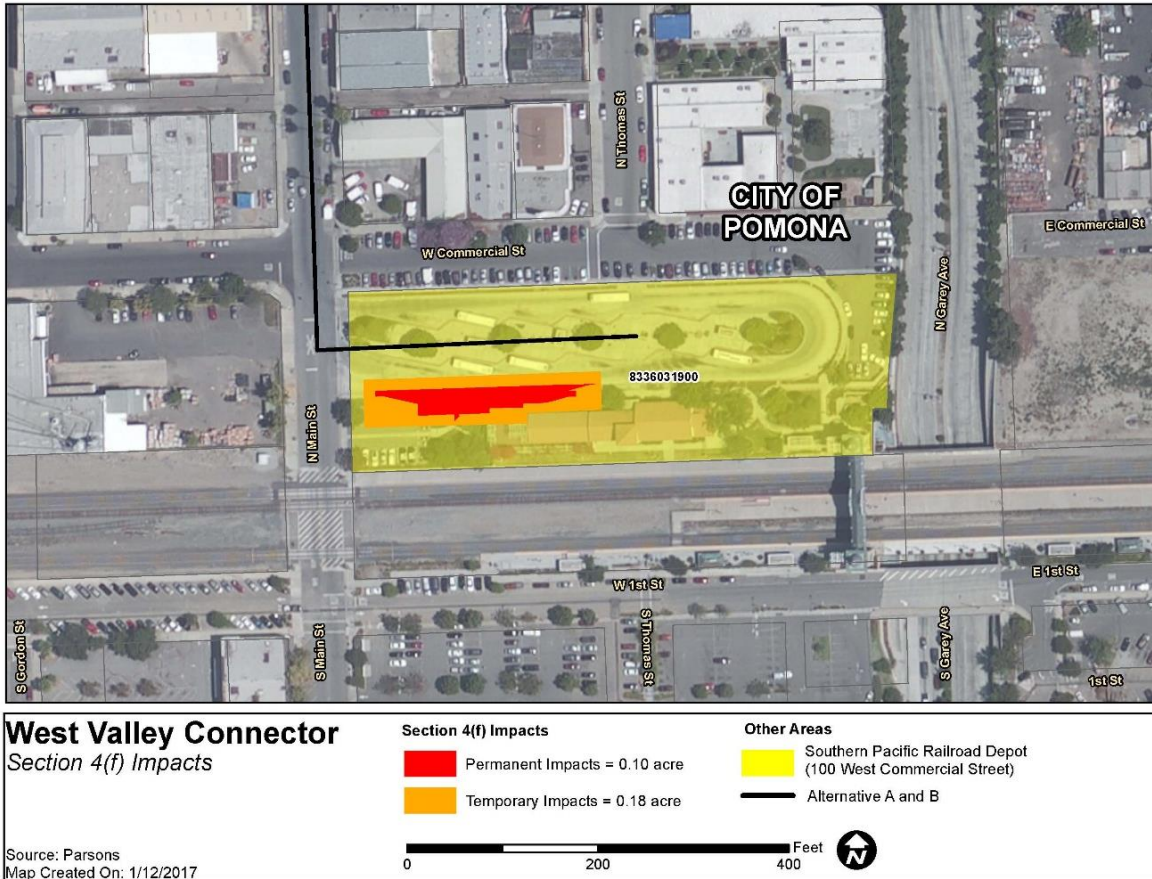 N Thomas St
CITY OF
POMONA
W Commercial St
E Commercial St
N Garey Ave
8336031900
N Main St
W 1st St
E 1st St
S Gordon St
S Main St
S Thomas St
S Garey Ave
1st St
West Valley Connector
Section 4(f) Impacts
Source: Parsons
Map Created On: 1/12/2017
Section 4(f) Impacts
Permanent Impacts = 0.10 acre
Temporary Impacts = 0.18 acre
Other Areas
Southern Pacific Railroad Depot
(100 West Commercial Street)
Alternative A and B
Feet
0 200 400
N